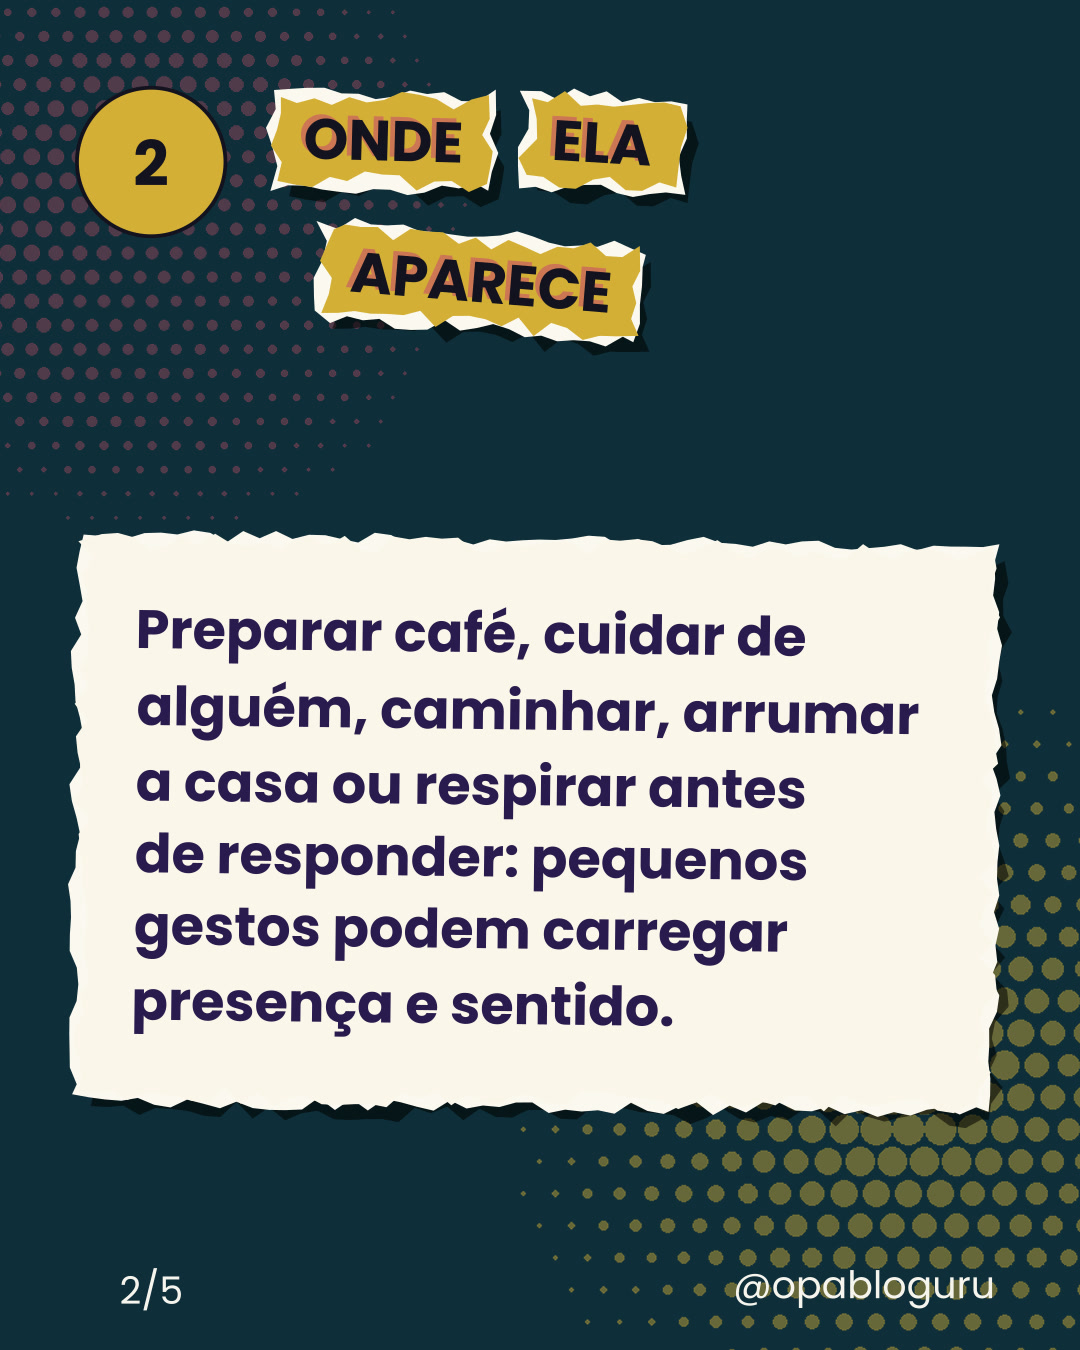 2
ONDE ELA
APARECE
Preparar café, cuidar de
alguém, caminhar, arrumar
a casa ou respirar antes
de responder: pequenos
gestos podem carregar
presença e sentido.
2/5
@opabloguru